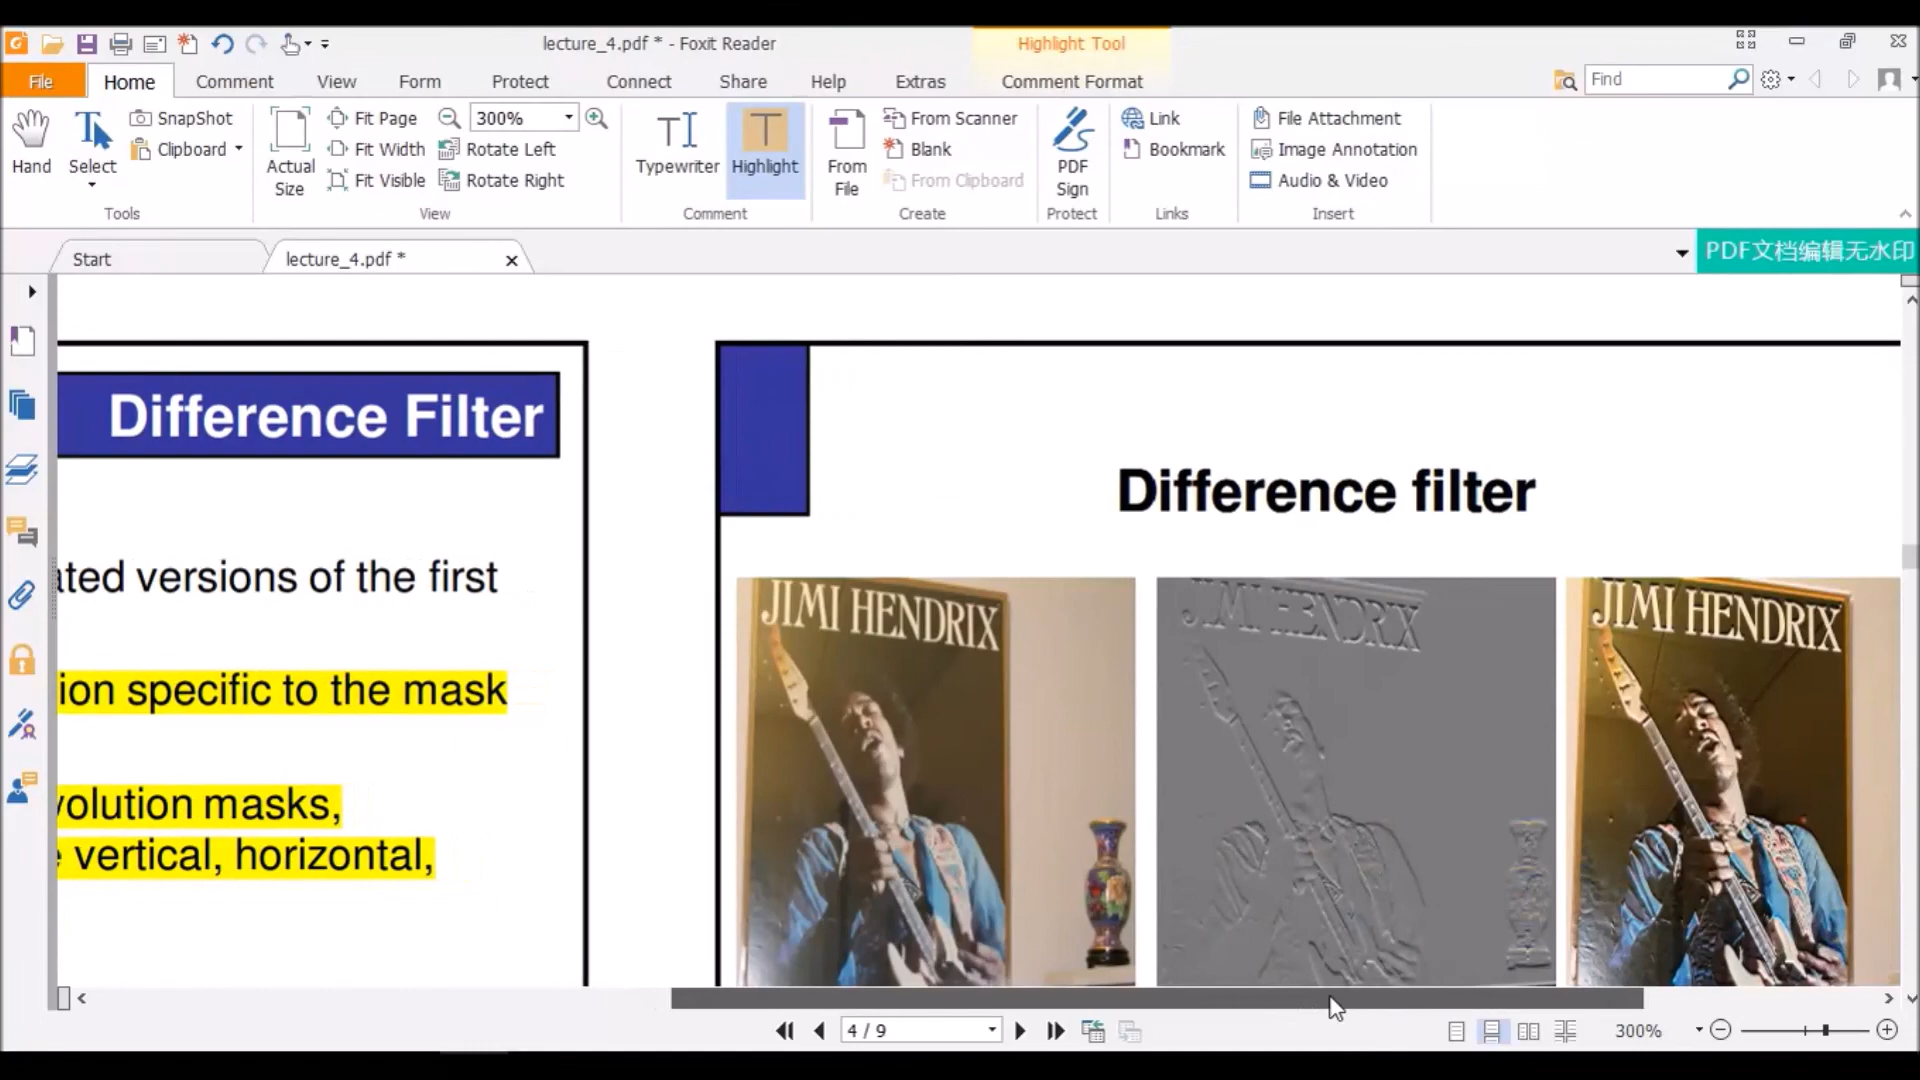 lecture_4.pdf * - Foxit Reader
Highlight Tool
File
Home
Comment
View
Form
Protect
Connect
Share
Help
Extras
Comment Format
Find
Hand
Select
SnapShot
Clipboard
Actual
Size
Fit Page
Fit Width
Fit Visible
300%
Rotate Left
Rotate Right
Typewriter
Highlight
From
File
From Scanner
Blank
From Clipboard
PDF
Sign
Link
Bookmark
File Attachment
Image Annotation
Audio & Video
Tools
View
Comment
Create
Protect
Links
Insert
Start
lecture_4.pdf *
PDF文档编辑无水印
Difference Filter
ated versions of the first
ion specific to the mask
volution masks,
e vertical, horizontal,
Difference filter
JIMI HENDRIX
JIMI HENDRIX
JIMI HENDRIX
4 / 9
300%